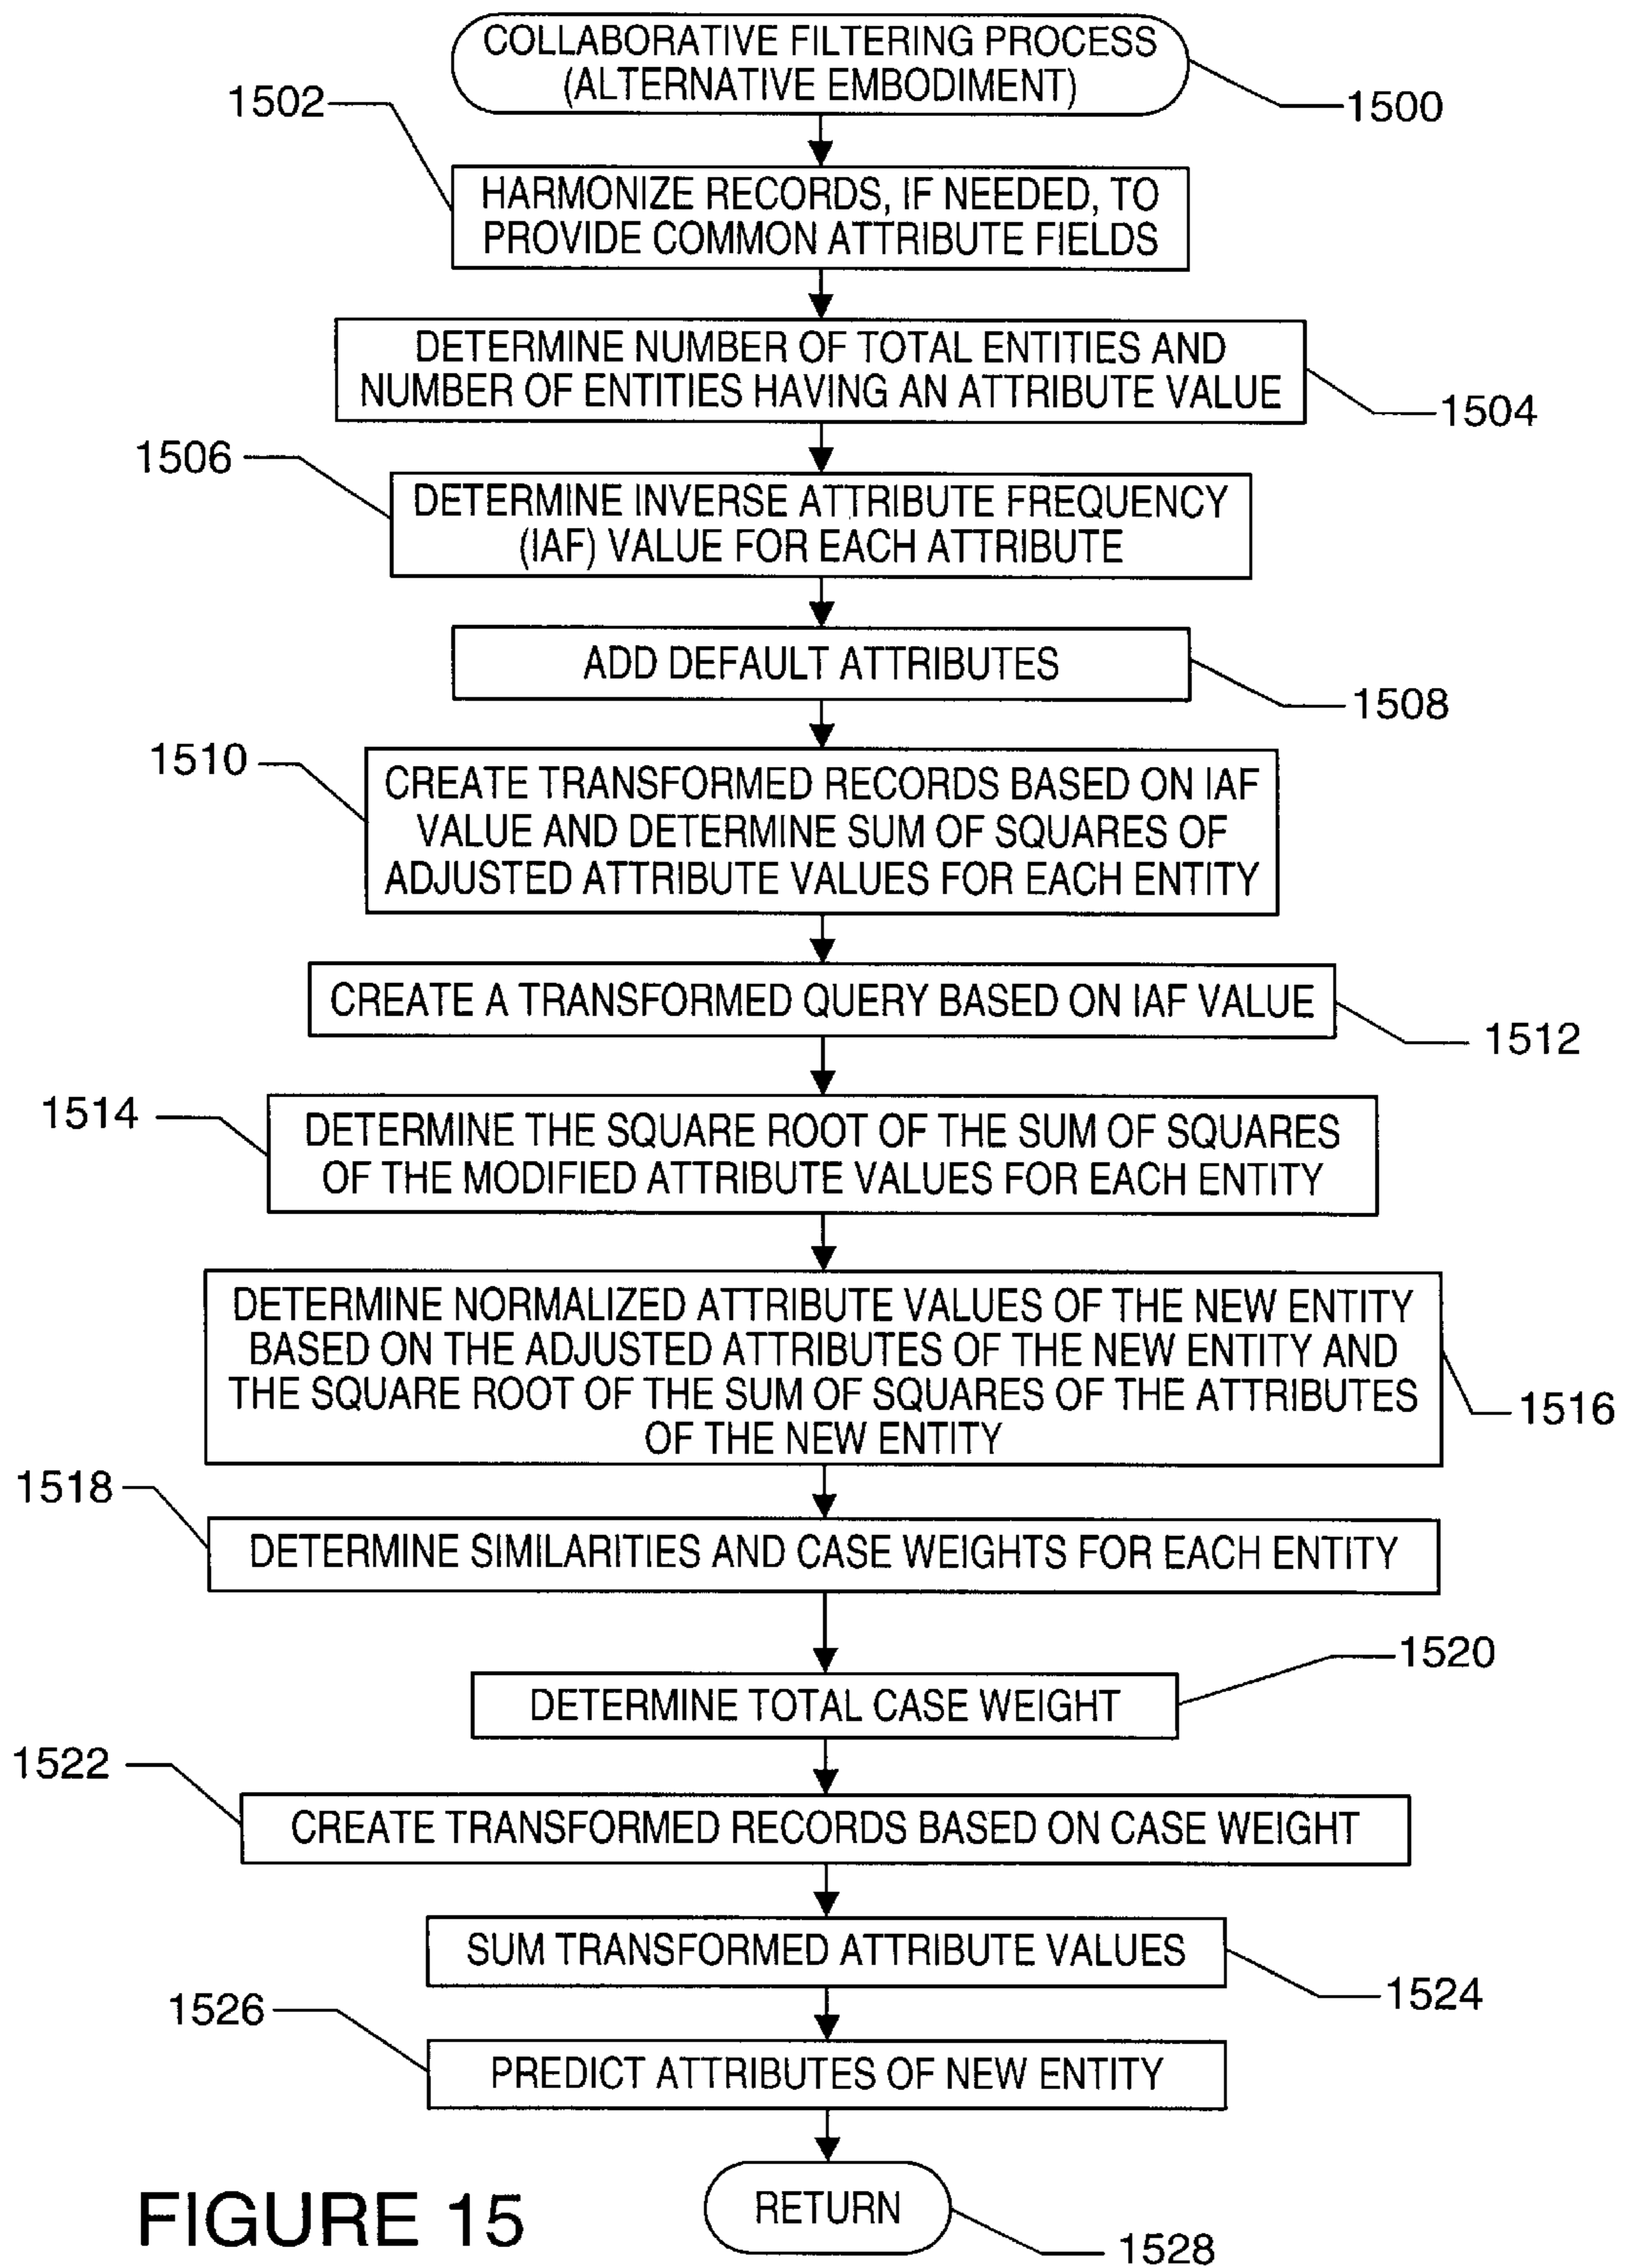 COLLABORATIVE FILTERING PROCESS
(ALTERNATIVE EMBODIMENT)
1500
1502
HARMONIZE RECORDS, IF NEEDED, TO
PROVIDE COMMON ATTRIBUTE FIELDS
DETERMINE NUMBER OF TOTAL ENTITIES AND
NUMBER OF ENTITIES HAVING AN ATTRIBUTE VALUE
1504
1506
DETERMINE INVERSE ATTRIBUTE FREQUENCY
(IAF) VALUE FOR EACH ATTRIBUTE
ADD DEFAULT ATTRIBUTES
1508
1510
CREATE TRANSFORMED RECORDS BASED ON IAF
VALUE AND DETERMINE SUM OF SQUARES OF
ADJUSTED ATTRIBUTE VALUES FOR EACH ENTITY
CREATE A TRANSFORMED QUERY BASED ON IAF VALUE
1512
1514
DETERMINE THE SQUARE ROOT OF THE SUM OF SQUARES
OF THE MODIFIED ATTRIBUTE VALUES FOR EACH ENTITY
DETERMINE NORMALIZED ATTRIBUTE VALUES OF THE NEW ENTITY
BASED ON THE ADJUSTED ATTRIBUTES OF THE NEW ENTITY AND
THE SQUARE ROOT OF THE SUM OF SQUARES OF THE ATTRIBUTES
OF THE NEW ENTITY
1516
1518
DETERMINE SIMILARITIES AND CASE WEIGHTS FOR EACH ENTITY
1520
DETERMINE TOTAL CASE WEIGHT
1522
CREATE TRANSFORMED RECORDS BASED ON CASE WEIGHT
SUM TRANSFORMED ATTRIBUTE VALUES
1524
1526
PREDICT ATTRIBUTES OF NEW ENTITY
RETURN
1528
FIGURE 15